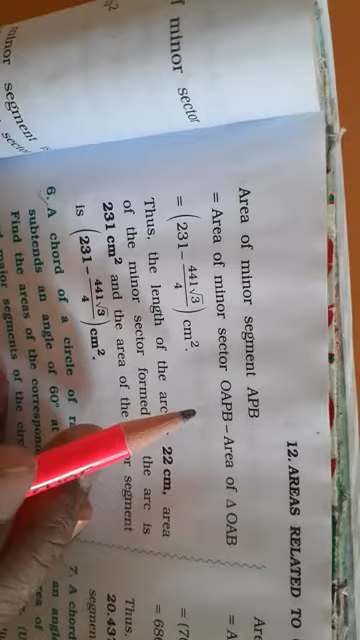 12. AREAS RELATED TO
Area of minor segment APB
= Area of minor sector OAPB – Area of Δ OAB
= (231 – 441√3/4) cm².
Thus, the length of the arc 22 cm, area
of the minor sector formed the arc is
231 cm² and the area of the segment
is (231 – 441√3/4) cm².
6. A chord of a circle of
subtends an angle of 60° at
Find the areas of the
major segments of the
f minor sector
minor segment
= (7
= 68
Thus,
20.43
segmen
7. A chord
an angle